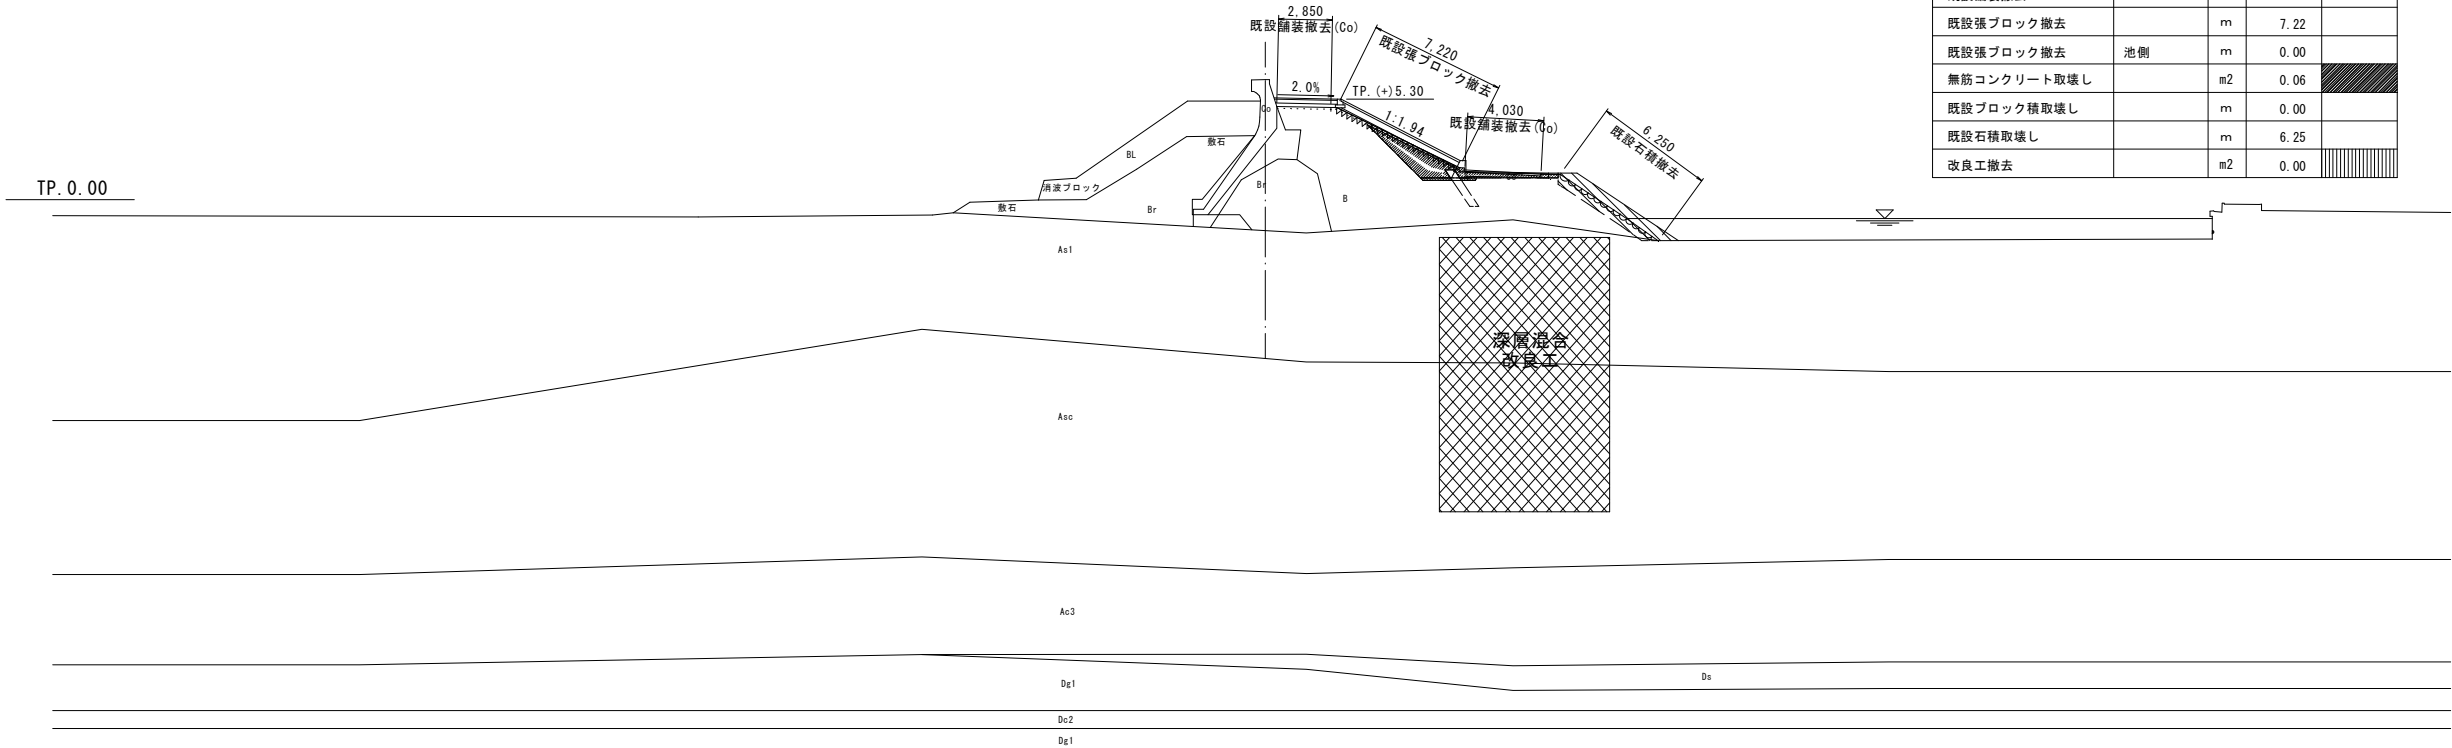 2,850
既設舗装撤去(Co)
7,220
既設張ブロック撤去
2.0%
TP.(+)5.30
1:1.94
4,030
既設舗装撤去(Co)
6,250
既設石積撤去
既設張ブロック撤去 m 7.22
既設張ブロック撤去 池側 m 0.00
無筋コンクリート取壊し m2 0.06
既設ブロック積取壊し m 0.00
既設石積取壊し m 6.25
改良工撤去 m2 0.00
TP.0.00
Co
BL
敷石
消波ブロック
敷石
Br
Br
B
As1
深層混合
改良工
Asc
Ac3
Dg1
Ds
Dc2
Dg1